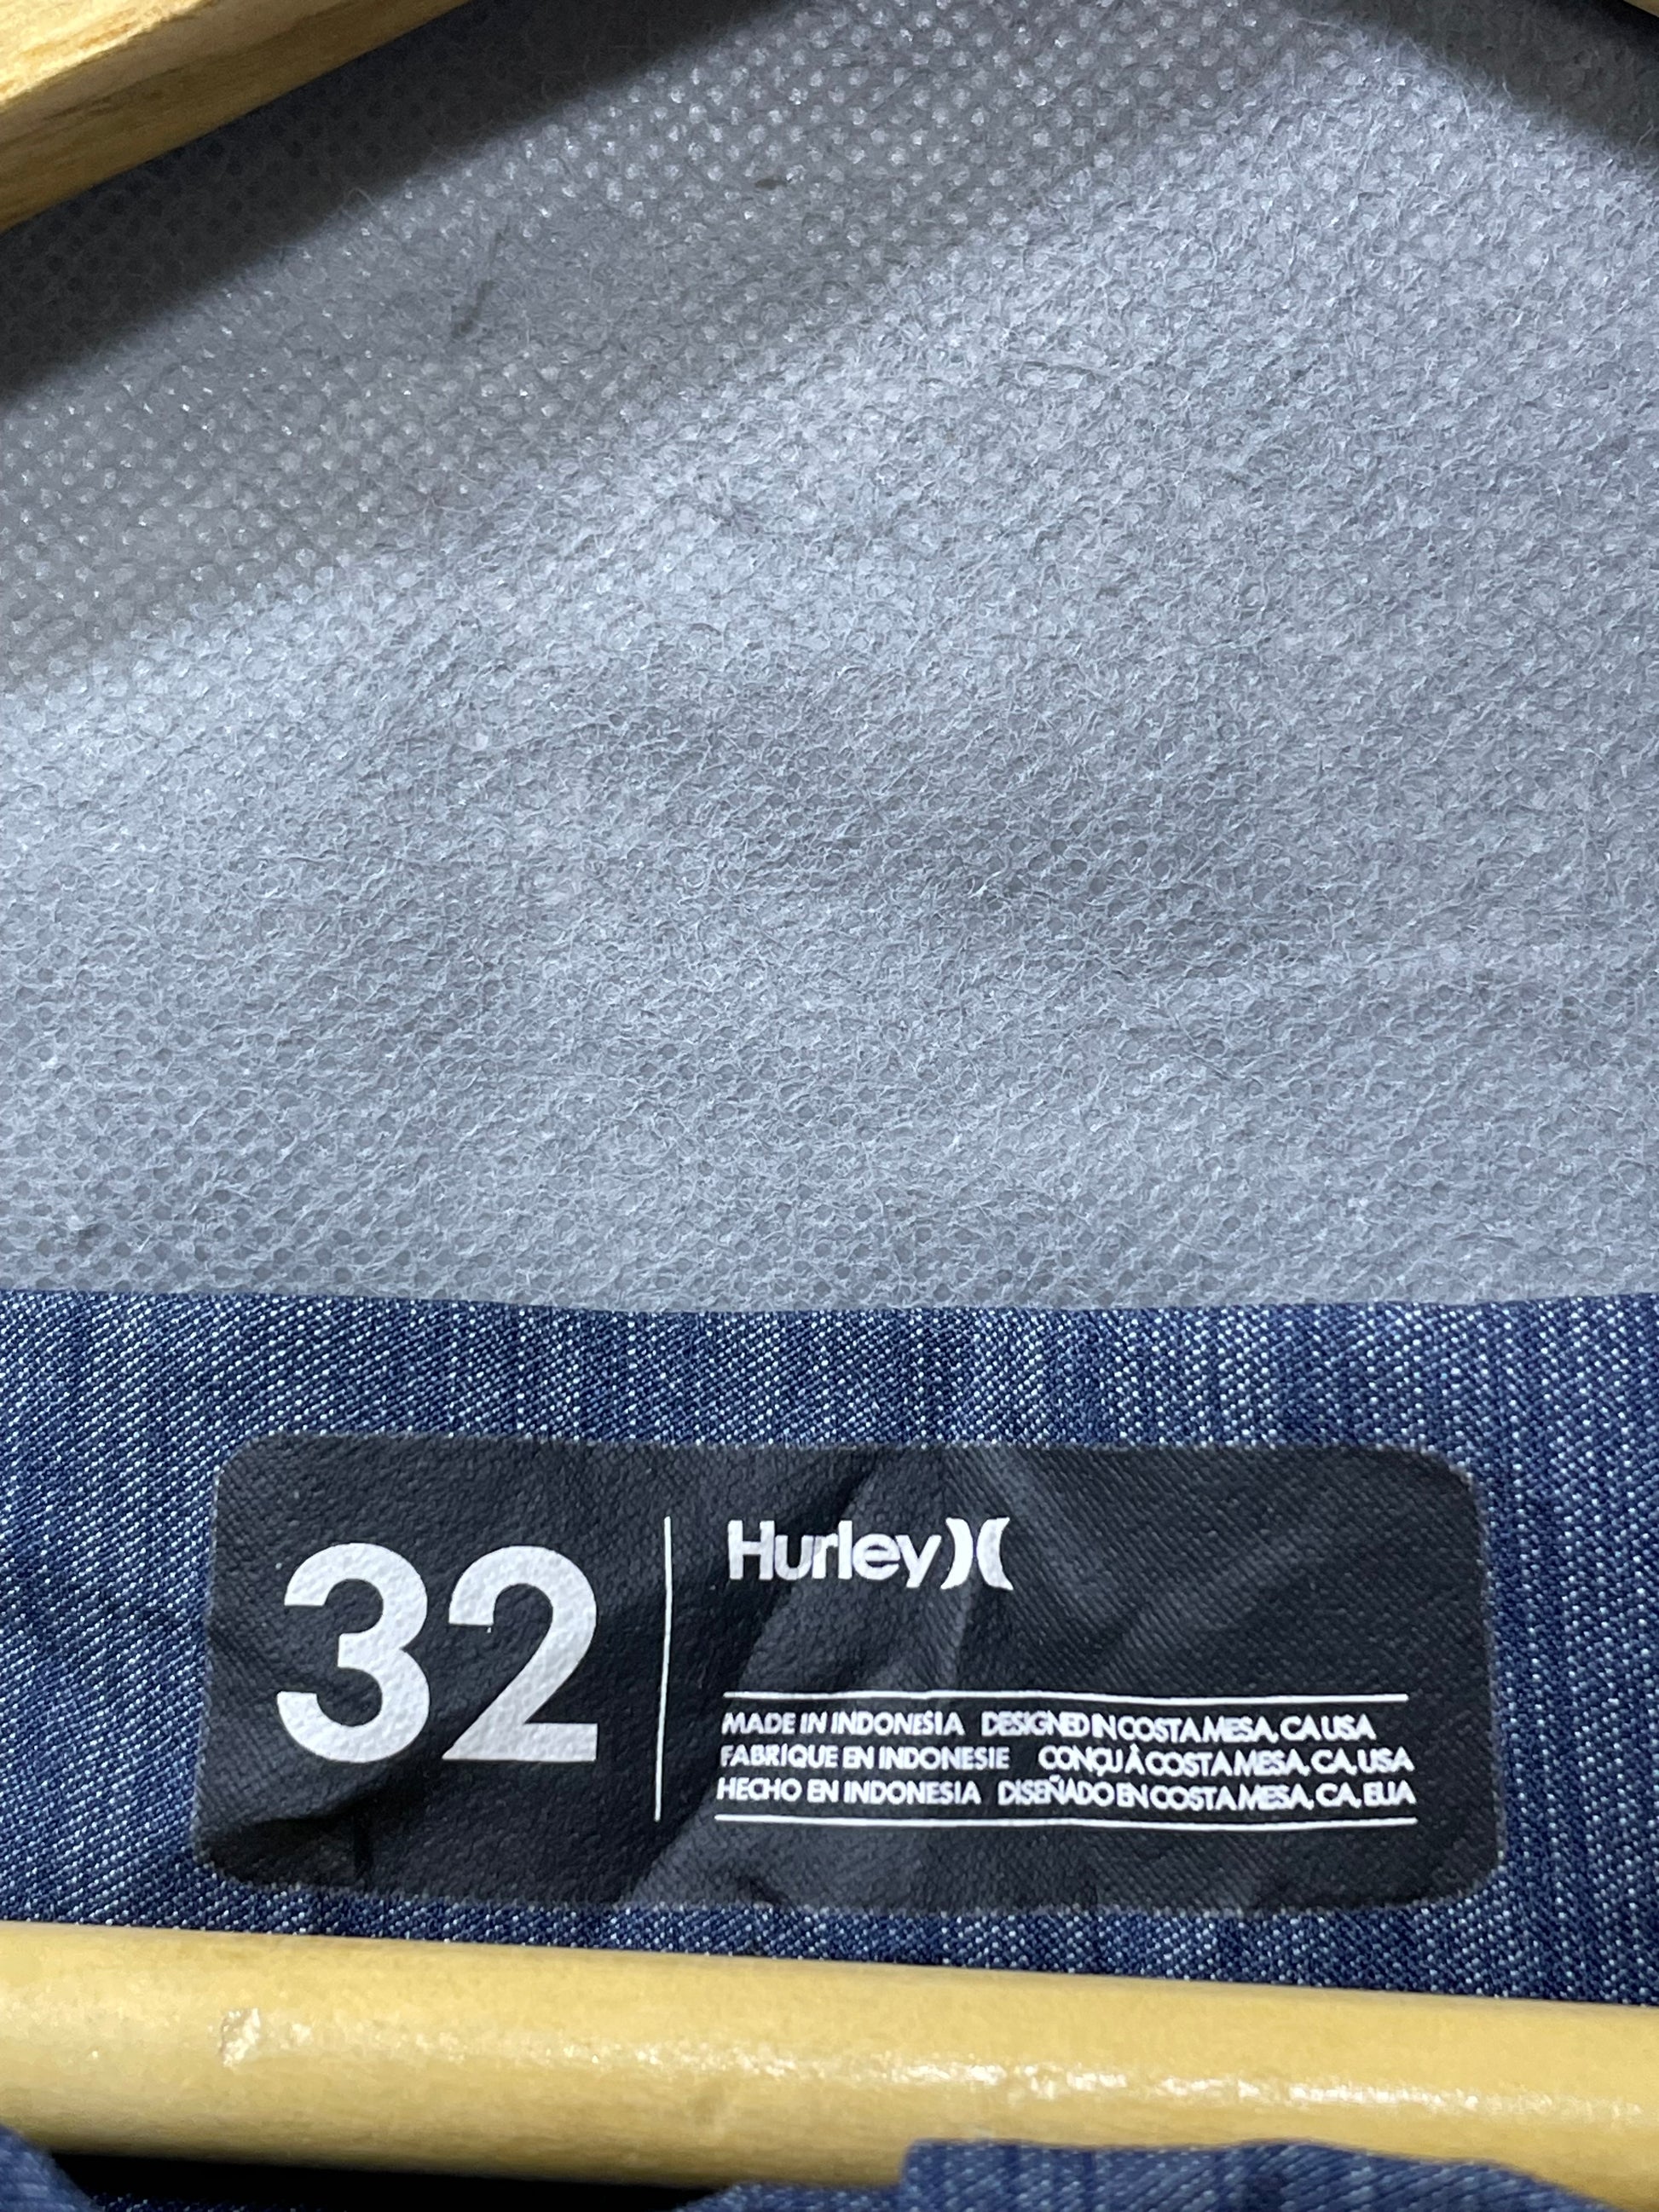 32
Hurley
MADE IN INDONESIA DESIGNED IN COSTA MESA, CA USA
FABRIQUE EN INDONESIE CONÇU À COSTA MESA, CA, USA
HECHO EN INDONESIA DISEÑADO EN COSTA MESA, CA, EUA